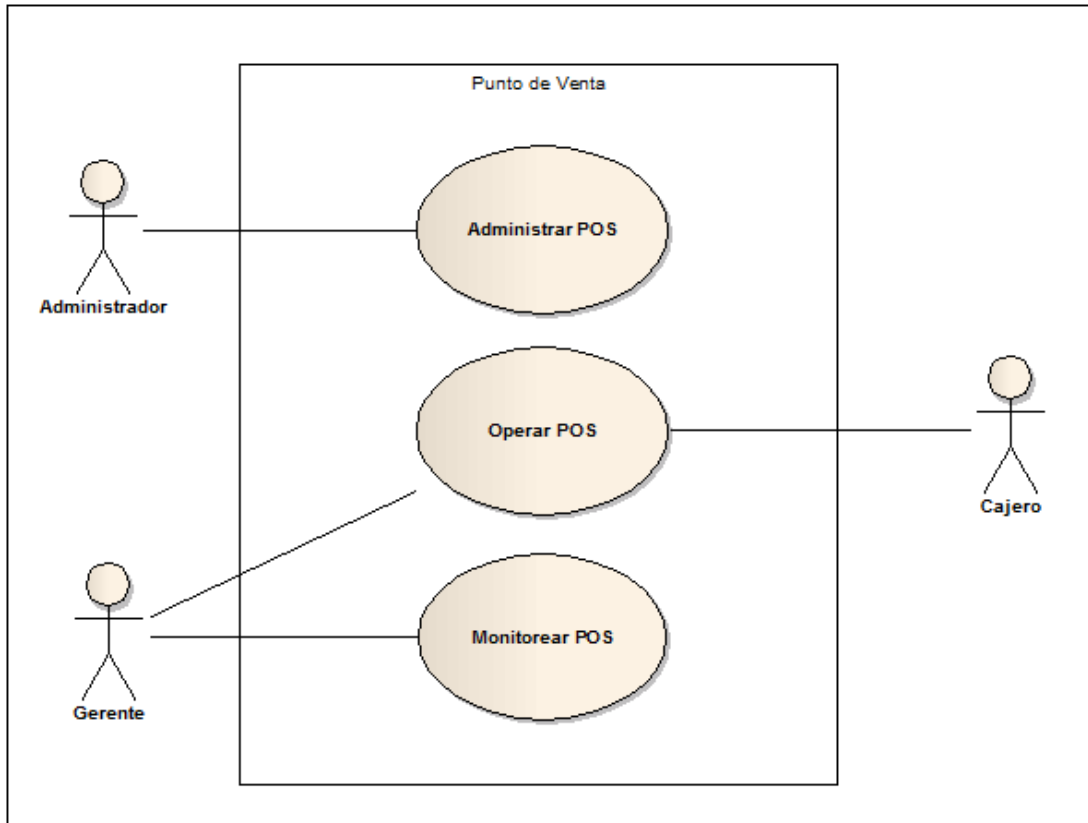 Punto de Venta
Administrar POS
Administrador
Operar POS
Cajero
Monitorear POS
Gerente